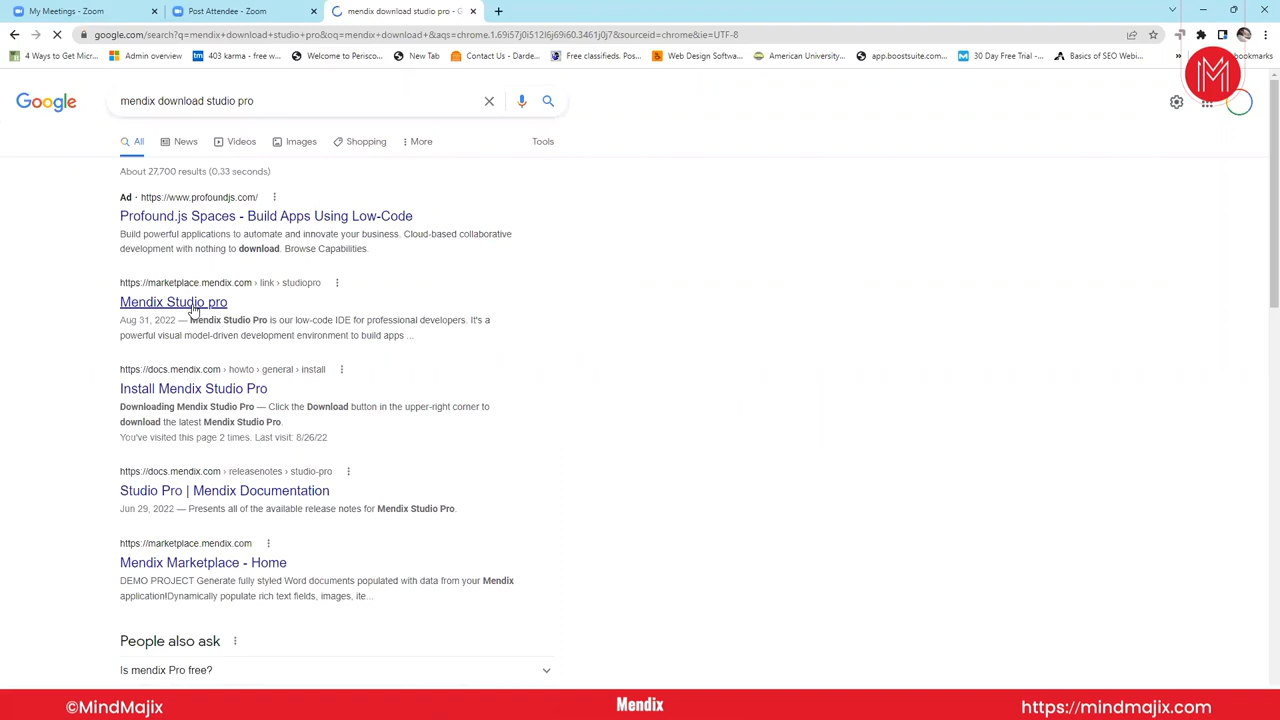 My Meetings - Zoom
Post Attendee - Zoom
mendix download studio pro - G
google.com/search?q=mendix+download+studio+pro&oq=mendix+download+&aqs=chrome.1.69i57j0i512l6j69i60.3461j0j7&sourceid=chrome&ie=UTF-8
4 Ways to Get Micr...
Admin overview
403 karma - free w...
Welcome to Perisco...
New Tab
Contact Us - Darde...
Free classifieds. Pos...
Web Design Softwa...
American University...
app.boostsuite.com/...
30 Day Free Trial -...
Basics of SEO Webi...
»
bookmarks
Google
mendix download studio pro
All
News
Videos
Images
Shopping
More
Tools
About 27,700 results (0.33 seconds)
Ad · https://www.profoundjs.com/
Profound.js Spaces - Build Apps Using Low-Code
Build powerful applications to automate and innovate your business. Cloud-based collaborative
development with nothing to download. Browse Capabilities.
https://marketplace.mendix.com › link › studiopro
Mendix Studio pro
Aug 31, 2022 — Mendix Studio Pro is our low-code IDE for professional developers. It's a
powerful visual model-driven development environment to build apps ...
https://docs.mendix.com › howto › general › install
Install Mendix Studio Pro
Downloading Mendix Studio Pro — Click the Download button in the upper-right corner to
download the latest Mendix Studio Pro.
You've visited this page 2 times. Last visit: 8/26/22
https://docs.mendix.com › releasenotes › studio-pro
Studio Pro | Mendix Documentation
Jun 29, 2022 — Presents all of the available release notes for Mendix Studio Pro.
https://marketplace.mendix.com
Mendix Marketplace - Home
DEMO PROJECT Generate fully styled Word documents populated with data from your Mendix
application!Dynamically populate rich text fields, images, ite...
People also ask
Is mendix Pro free?
©MindMajix
Mendix
https://mindmajix.com